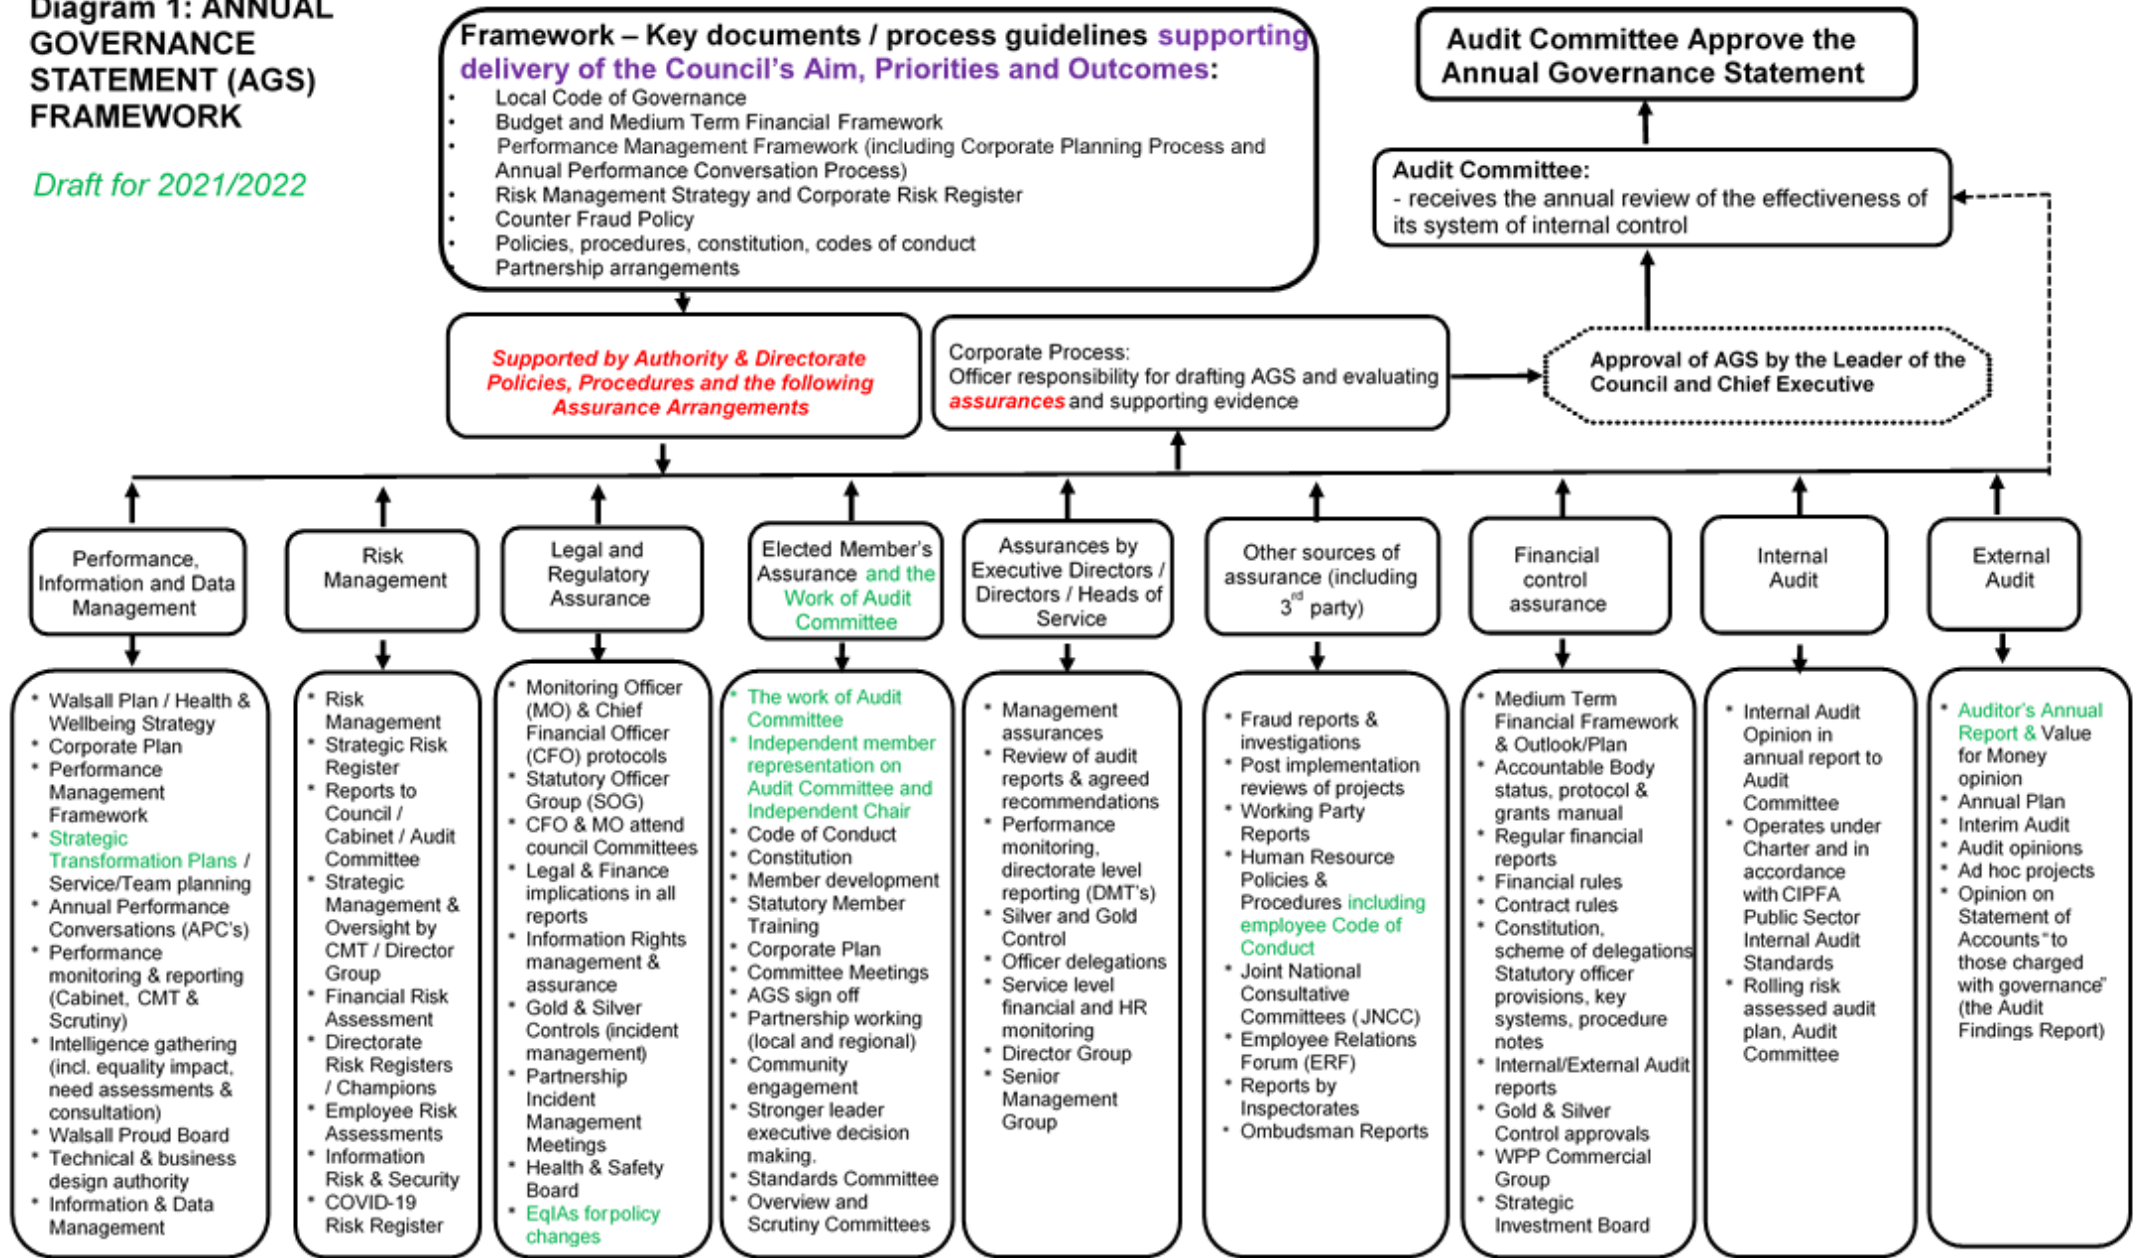 Diagram 1: ANNUAL
GOVERNANCE
STATEMENT (AGS)
FRAMEWORK
Draft for 2021/2022
Framework – Key documents / process guidelines supporting
delivery of the Council's Aim, Priorities and Outcomes:
• Local Code of Governance
• Budget and Medium Term Financial Framework
• Performance Management Framework (including Corporate Planning Process and
Annual Performance Conversation Process)
• Risk Management Strategy and Corporate Risk Register
• Counter Fraud Policy
• Policies, procedures, constitution, codes of conduct
• Partnership arrangements
Audit Committee Approve the
Annual Governance Statement
Audit Committee:
- receives the annual review of the effectiveness of
its system of internal control
Supported by Authority & Directorate
Policies, Procedures and the following
Assurance Arrangements
Corporate Process:
Officer responsibility for drafting AGS and evaluating
assurances and supporting evidence
Approval of AGS by the Leader of the
Council and Chief Executive
Performance,
Information and Data
Management
Risk
Management
Legal and
Regulatory
Assurance
Elected Member's
Assurance and the
Work of Audit
Committee
Assurances by
Executive Directors /
Directors / Heads of
Service
Other sources of
assurance (including
3rd party)
Financial
control
assurance
Internal
Audit
External
Audit
* Walsall Plan / Health &
Wellbeing Strategy
* Corporate Plan
* Performance
Management
Framework
* Strategic
Transformation Plans /
Service/Team planning
* Annual Performance
Conversations (APC's)
* Performance
monitoring & reporting
(Cabinet, CMT &
Scrutiny)
* Intelligence gathering
(incl. equality impact,
need assessments &
consultation)
* Walsall Proud Board
* Technical & business
design authority
* Information & Data
Management
* Risk
Management
* Strategic Risk
Register
* Reports to
Council /
Cabinet / Audit
Committee
* Strategic
Management &
Oversight by
CMT / Director
Group
* Financial Risk
Assessment
* Directorate
Risk Registers
/ Champions
* Employee Risk
Assessments
* Information
Risk & Security
* COVID-19
Risk Register
* Monitoring Officer
(MO) & Chief
Financial Officer
(CFO) protocols
* Statutory Officer
Group (SOG)
* CFO & MO attend
council Committees
* Legal & Finance
implications in all
reports
* Information Rights
management &
assurance
* Gold & Silver
Controls (incident
management)
* Partnership
Incident
Management
Meetings
* Health & Safety
Board
* EqIAs forpolicy
changes
* The work of Audit
Committee
* Independent member
representation on
Audit Committee and
Independent Chair
* Code of Conduct
* Constitution
* Member development
* Statutory Member
Training
* Corporate Plan
* Committee Meetings
* AGS sign off
* Partnership working
(local and regional)
* Community
engagement
* Stronger leader
executive decision
making.
* Standards Committee
* Overview and
Scrutiny Committees
* Management
assurances
* Review of audit
reports & agreed
recommendations
* Performance
monitoring,
directorate level
reporting (DMT's)
* Silver and Gold
Control
* Officer delegations
* Service level
financial and HR
monitoring
* Director Group
* Senior
Management
Group
* Fraud reports &
investigations
* Post implementation
reviews of projects
* Working Party
Reports
* Human Resource
Policies &
Procedures including
employee Code of
Conduct
* Joint National
Consultative
Committees (JNCC)
* Employee Relations
Forum (ERF)
* Reports by
Inspectorates
* Ombudsman Reports
* Medium Term
Financial Framework
& Outlook/Plan
* Accountable Body
status, protocol &
grants manual
* Regular financial
reports
* Financial rules
* Contract rules
* Constitution,
scheme of delegations
Statutory officer
provisions, key
systems, procedure
notes
* Internal/External Audit
reports
* Gold & Silver
Control approvals
* WPP Commercial
Group
* Strategic
Investment Board
* Internal Audit
Opinion in
annual report to
Audit
Committee
* Operates under
Charter and in
accordance
with CIPFA
Public Sector
Internal Audit
Standards
* Rolling risk
assessed audit
plan, Audit
Committee
* Auditor's Annual
Report & Value
for Money
opinion
* Annual Plan
* Interim Audit
* Audit opinions
* Ad hoc projects
* Opinion on
Statement of
Accounts "to
those charged
with governance"
(the Audit
Findings Report)